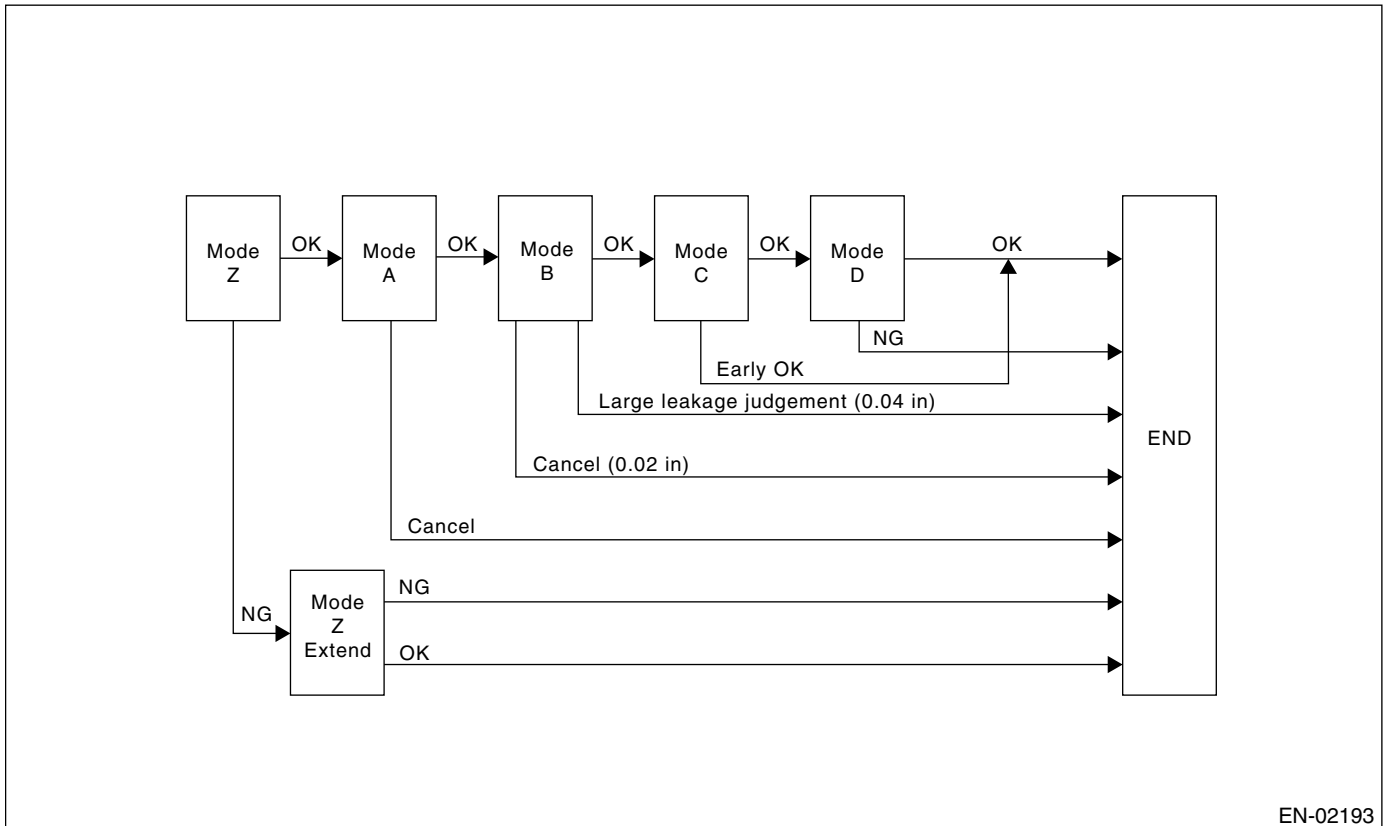 Mode
Z
OK
Mode
A
OK
Mode
B
OK
Mode
C
OK
Mode
D
OK
NG
Early OK
Large leakage judgement (0.04 in)
END
Cancel (0.02 in)
Cancel
NG
Mode
Z
Extend
NG
OK
EN-02193